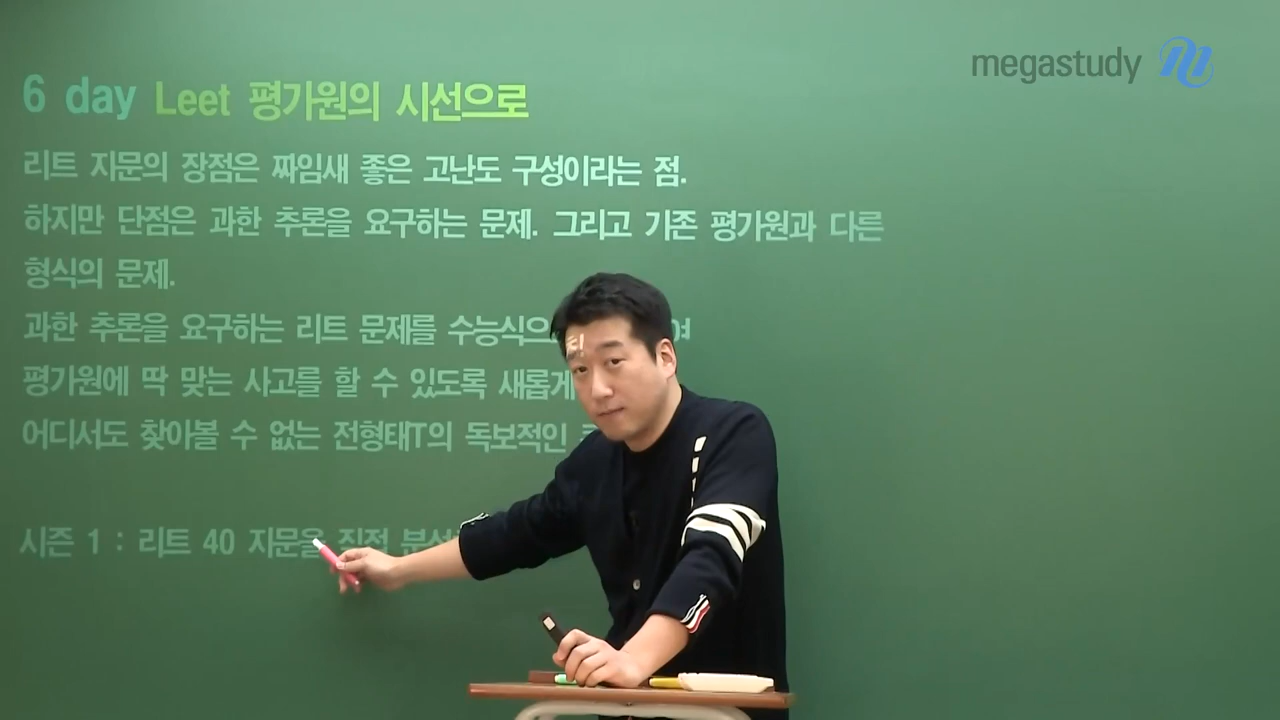 megastudy
6 day Leet 평가원의 시선으로
리트 지문의 장점은 짜임새 좋은 고난도 구성이라는 점.
하지만 단점은 과한 추론을 요구하는 문제. 그리고 기존 평가원과 다른
형식의 문제.
과한 추론을 요구하는 리트 문제를 수능식으 여
평가원에 딱 맞는 사고를 할 수 있도록 새롭게
어디서도 찾아볼 수 없는 전형태T의 독보적인
시즌 1 : 리트 40 지문을 직접 분석